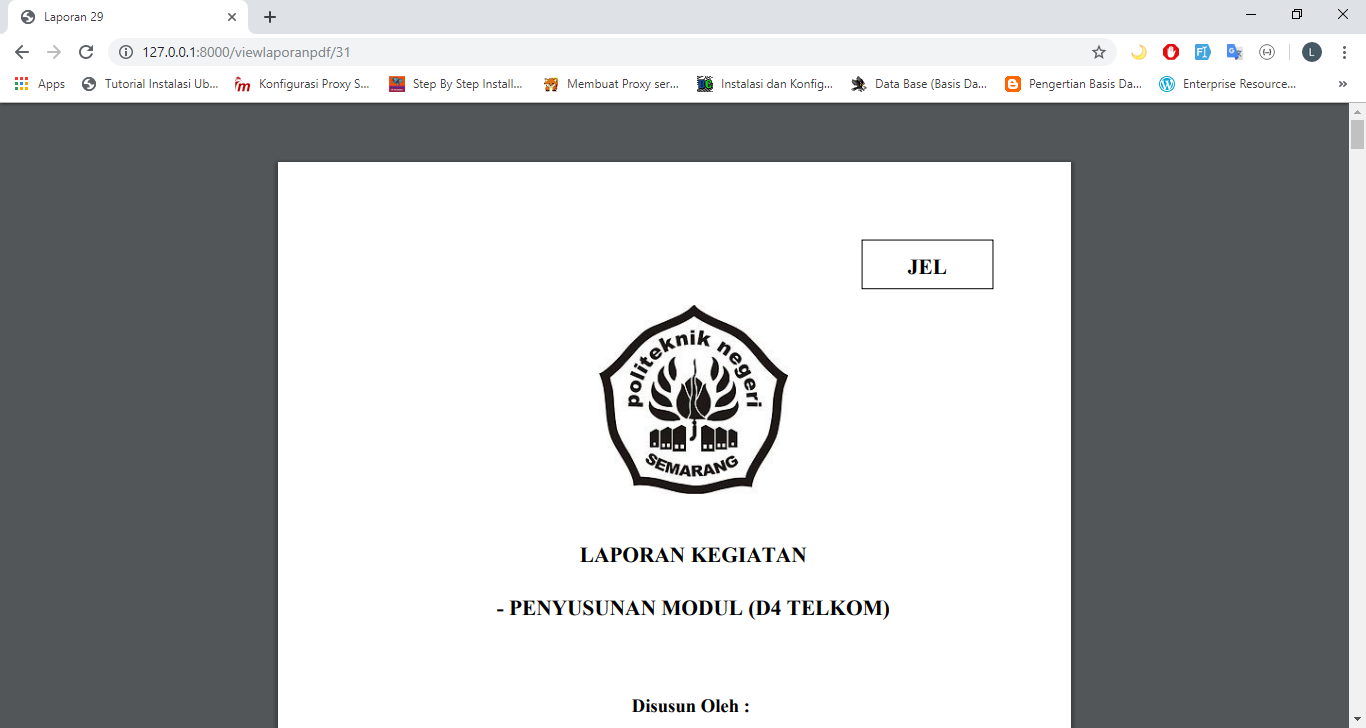 Laporan 29
127.0.0.1:8000/viewlaporanpdf/31
L
Apps
Tutorial Instalasi Ub...
Konfigurasi Proxy S...
Step By Step Install...
Membuat Proxy ser...
Instalasi dan Konfig...
Data Base (Basis Da...
Pengertian Basis Da...
Enterprise Resource...
»
JEL
politeknik negeri
SEMARANG
LAPORAN KEGIATAN
- PENYUSUNAN MODUL (D4 TELKOM)
Disusun Oleh :